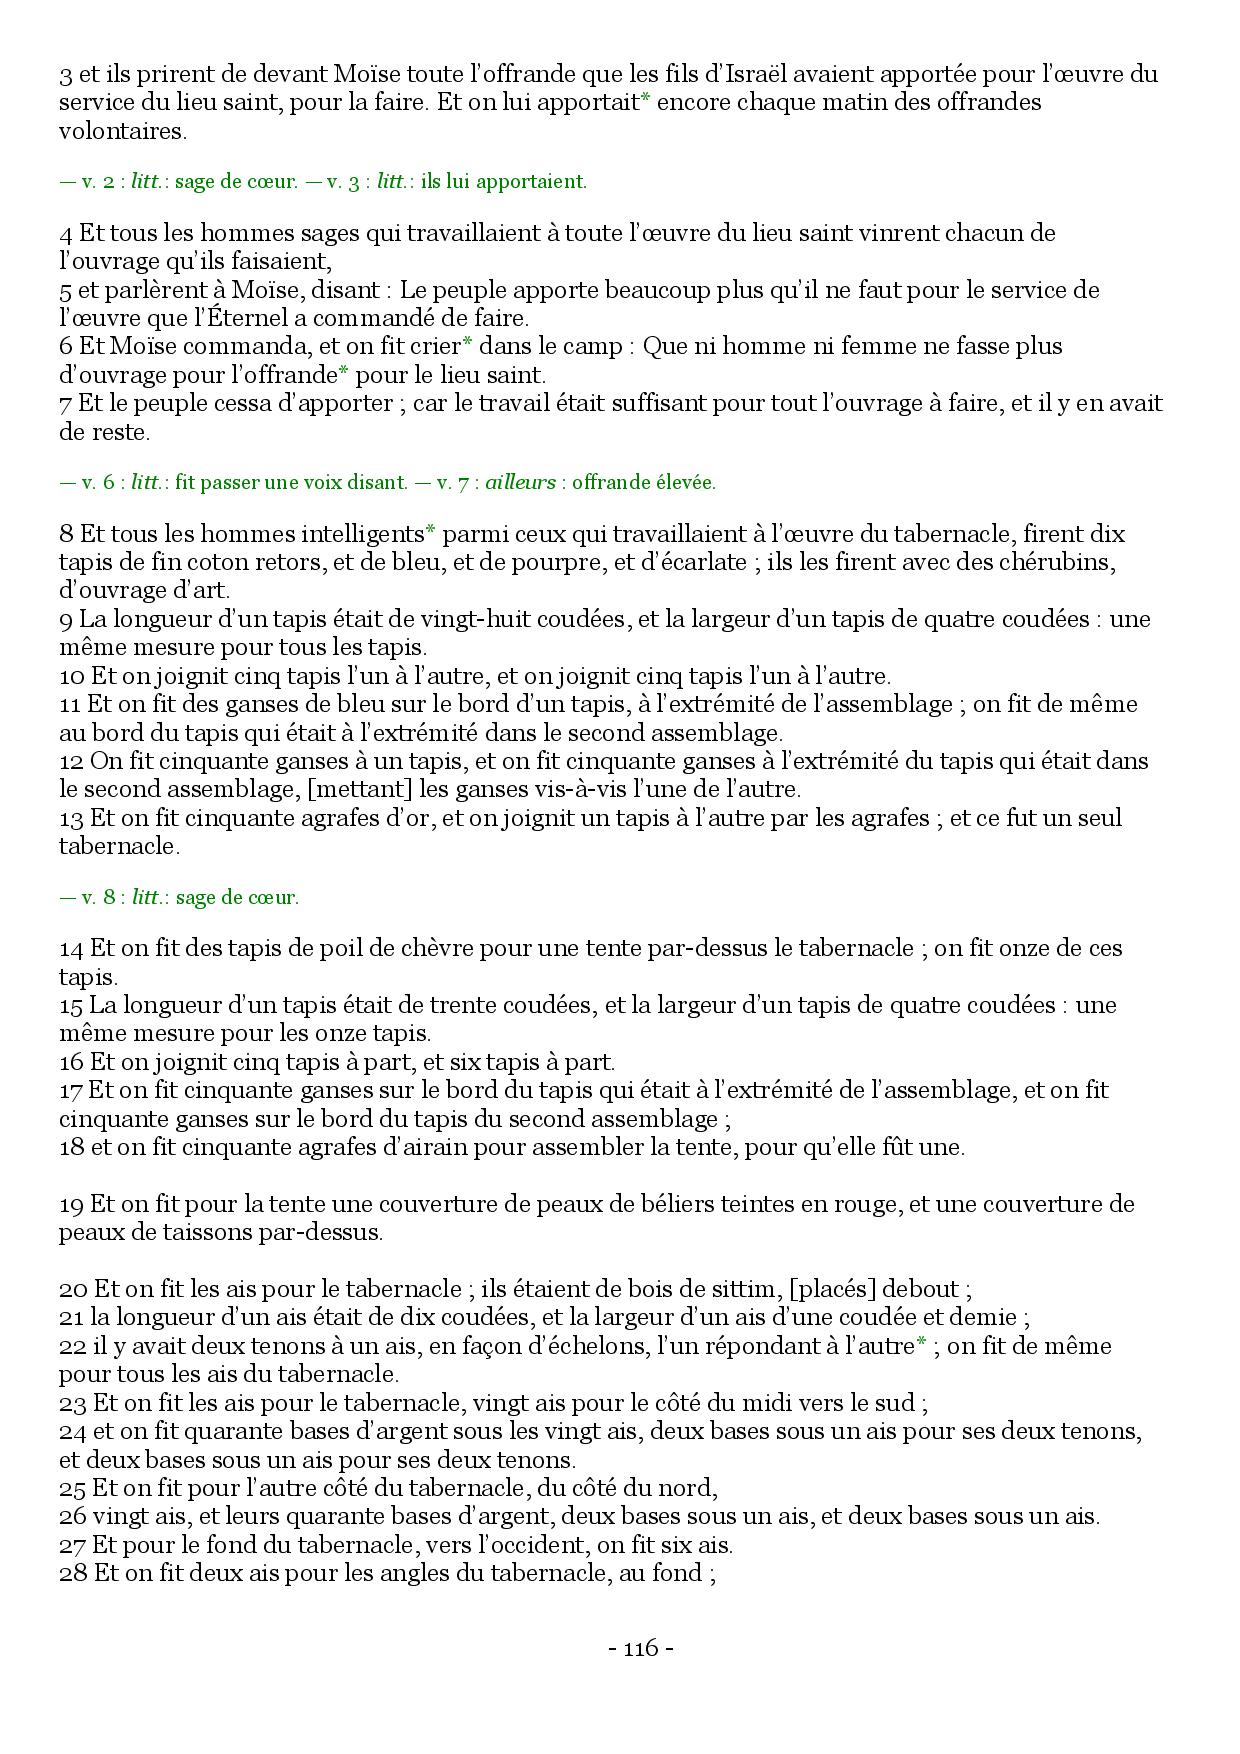 3 et ils prirent de devant Moïse toute l’offrande que les fils d’Israël avaient apportée pour l’œuvre du
service du lieu saint, pour la faire. Et on lui apportait* encore chaque matin des offrandes
volontaires.
— v. 2 : litt.: sage de cœur. — v. 3 : litt.: ils lui apportaient.
4 Et tous les hommes sages qui travaillaient à toute l’œuvre du lieu saint vinrent chacun de
l’ouvrage qu’ils faisaient,
5 et parlèrent à Moïse, disant : Le peuple apporte beaucoup plus qu’il ne faut pour le service de
l’œuvre que l’Éternel a commandé de faire.
6 Et Moïse commanda, et on fit crier* dans le camp : Que ni homme ni femme ne fasse plus
d’ouvrage pour l’offrande* pour le lieu saint.
7 Et le peuple cessa d’apporter ; car le travail était suffisant pour tout l’ouvrage à faire, et il y en avait
de reste.
— v. 6 : litt.: fit passer une voix disant. — v. 7 : ailleurs : offrande élevée.
8 Et tous les hommes intelligents* parmi ceux qui travaillaient à l’œuvre du tabernacle, firent dix
tapis de fin coton retors, et de bleu, et de pourpre, et d’écarlate ; ils les firent avec des chérubins,
d’ouvrage d’art.
9 La longueur d’un tapis était de vingt-huit coudées, et la largeur d’un tapis de quatre coudées : une
même mesure pour tous les tapis.
10 Et on joignit cinq tapis l’un à l’autre, et on joignit cinq tapis l’un à l’autre.
11 Et on fit des ganses de bleu sur le bord d’un tapis, à l’extrémité de l’assemblage ; on fit de même
au bord du tapis qui était à l’extrémité dans le second assemblage.
12 On fit cinquante ganses à un tapis, et on fit cinquante ganses à l’extrémité du tapis qui était dans
le second assemblage, [mettant] les ganses vis-à-vis l’une de l’autre.
13 Et on fit cinquante agrafes d’or, et on joignit un tapis à l’autre par les agrafes ; et ce fut un seul
tabernacle.
— v. 8 : litt.: sage de cœur.
14 Et on fit des tapis de poil de chèvre pour une tente par-dessus le tabernacle ; on fit onze de ces
tapis.
15 La longueur d’un tapis était de trente coudées, et la largeur d’un tapis de quatre coudées : une
même mesure pour les onze tapis.
16 Et on joignit cinq tapis à part, et six tapis à part.
17 Et on fit cinquante ganses sur le bord du tapis qui était à l’extrémité de l’assemblage, et on fit
cinquante ganses sur le bord du tapis du second assemblage ;
18 et on fit cinquante agrafes d’airain pour assembler la tente, pour qu’elle fût une.
19 Et on fit pour la tente une couverture de peaux de béliers teintes en rouge, et une couverture de
peaux de taissons par-dessus.
20 Et on fit les ais pour le tabernacle ; ils étaient de bois de sittim, [placés] debout ;
21 la longueur d’un ais était de dix coudées, et la largeur d’un ais d’une coudée et demie ;
22 il y avait deux tenons à un ais, en façon d’échelons, l’un répondant à l’autre* ; on fit de même
pour tous les ais du tabernacle.
23 Et on fit les ais pour le tabernacle, vingt ais pour le côté du midi vers le sud ;
24 et on fit quarante bases d’argent sous les vingt ais, deux bases sous un ais pour ses deux tenons,
et deux bases sous un ais pour ses deux tenons.
25 Et on fit pour l’autre côté du tabernacle, du côté du nord,
26 vingt ais, et leurs quarante bases d’argent, deux bases sous un ais, et deux bases sous un ais.
27 Et pour le fond du tabernacle, vers l’occident, on fit six ais.
28 Et on fit deux ais pour les angles du tabernacle, au fond ;
- 116 -